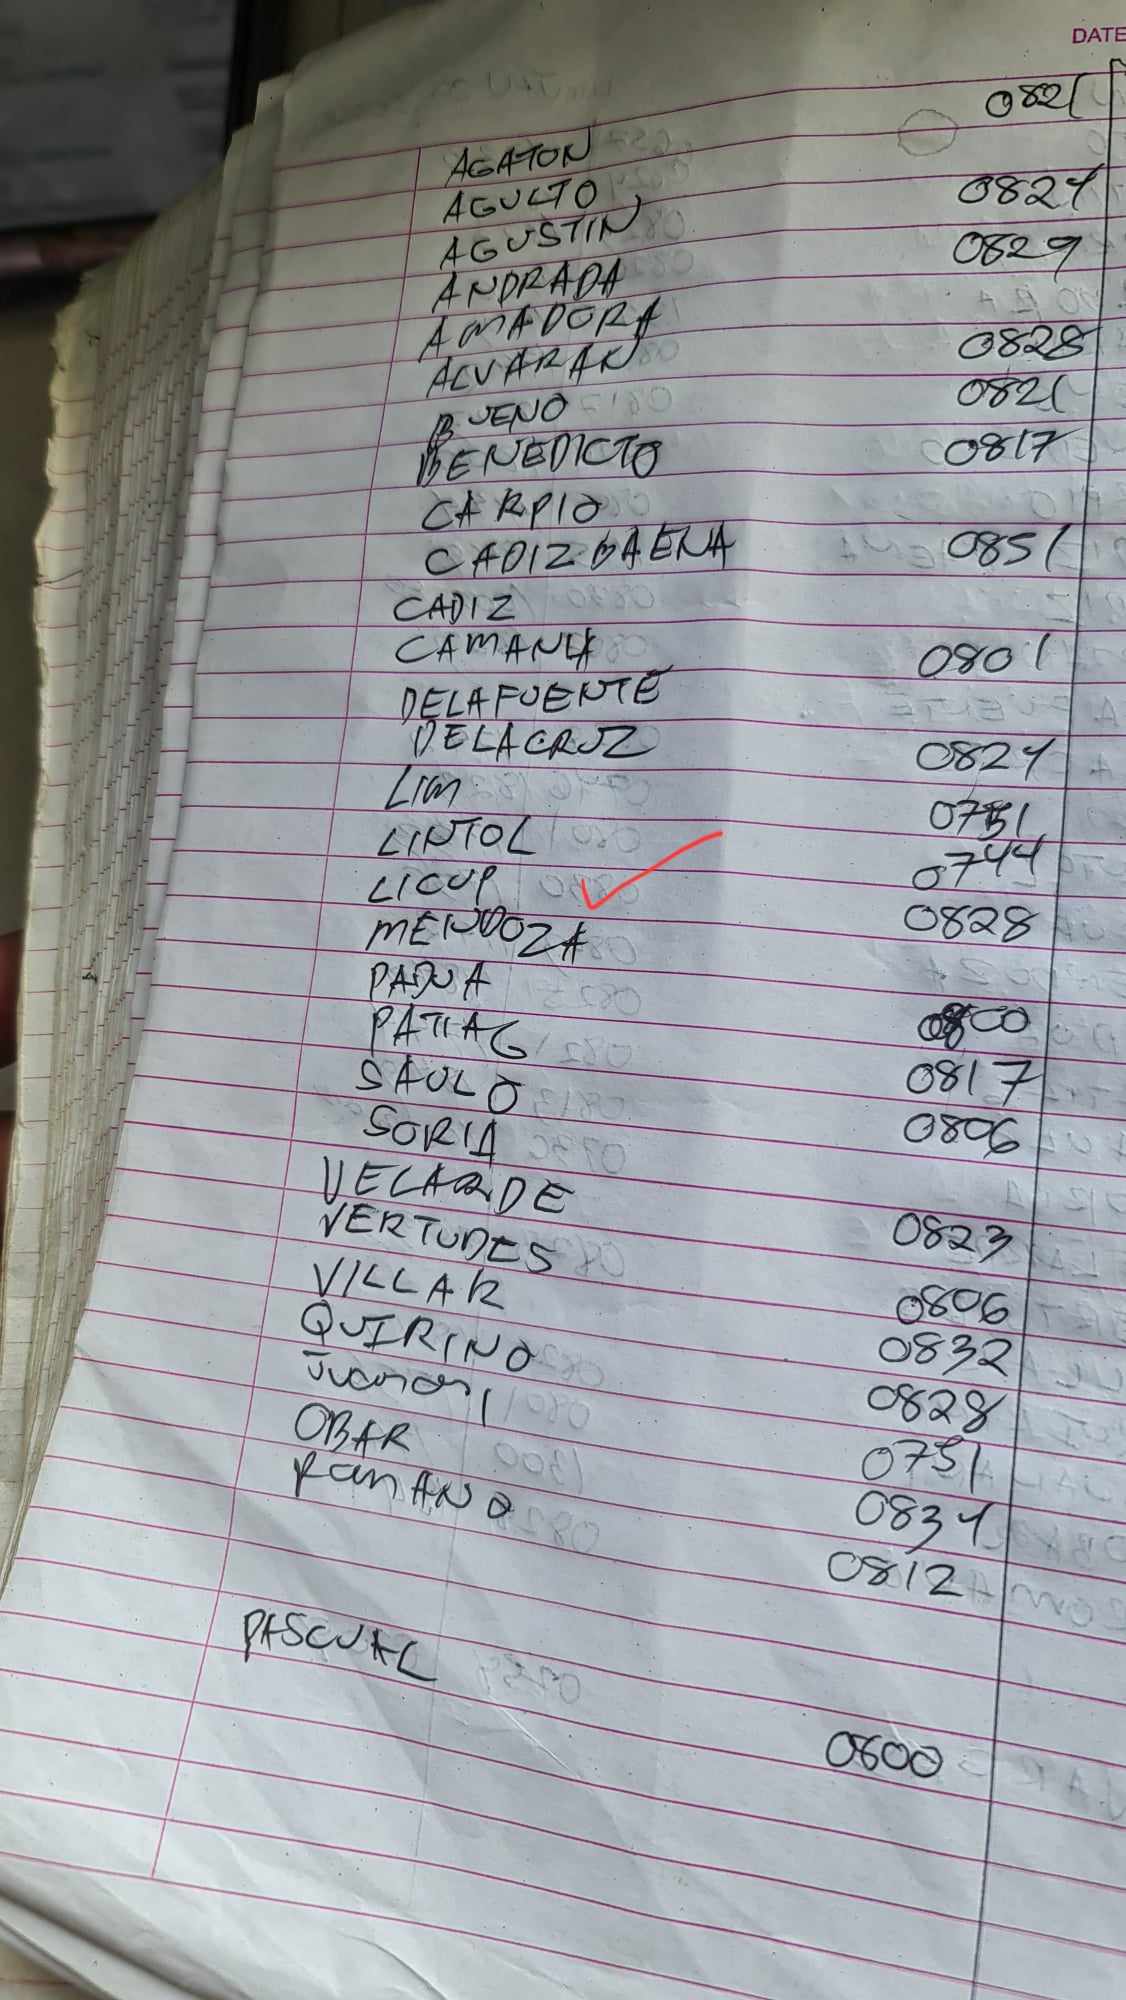 DATE
AGATON 0821
AGULTO
AGUSTIN 0824
ANDRADA 0829
AMADORA
ALVARAN 0828
BUENO 0821
BENEDICTO 0817
CARPIO
CADIZ BAENA 0851
CADIZ
CAMANIA 0801
DELAFUENTE
DELACRUZ 0824
LIM 0751
LINTOL 0744
LICUP 0828
MENDOZA
PADUA 0800
PATIAG 0817
SAULO 0806
SORIA
VELARDE 0823
VERTUDES 0806
VILLAR 0832
QUIRINO 0828
0751
OBAR 0834
ROMANO 0812
PASCUAL 0800